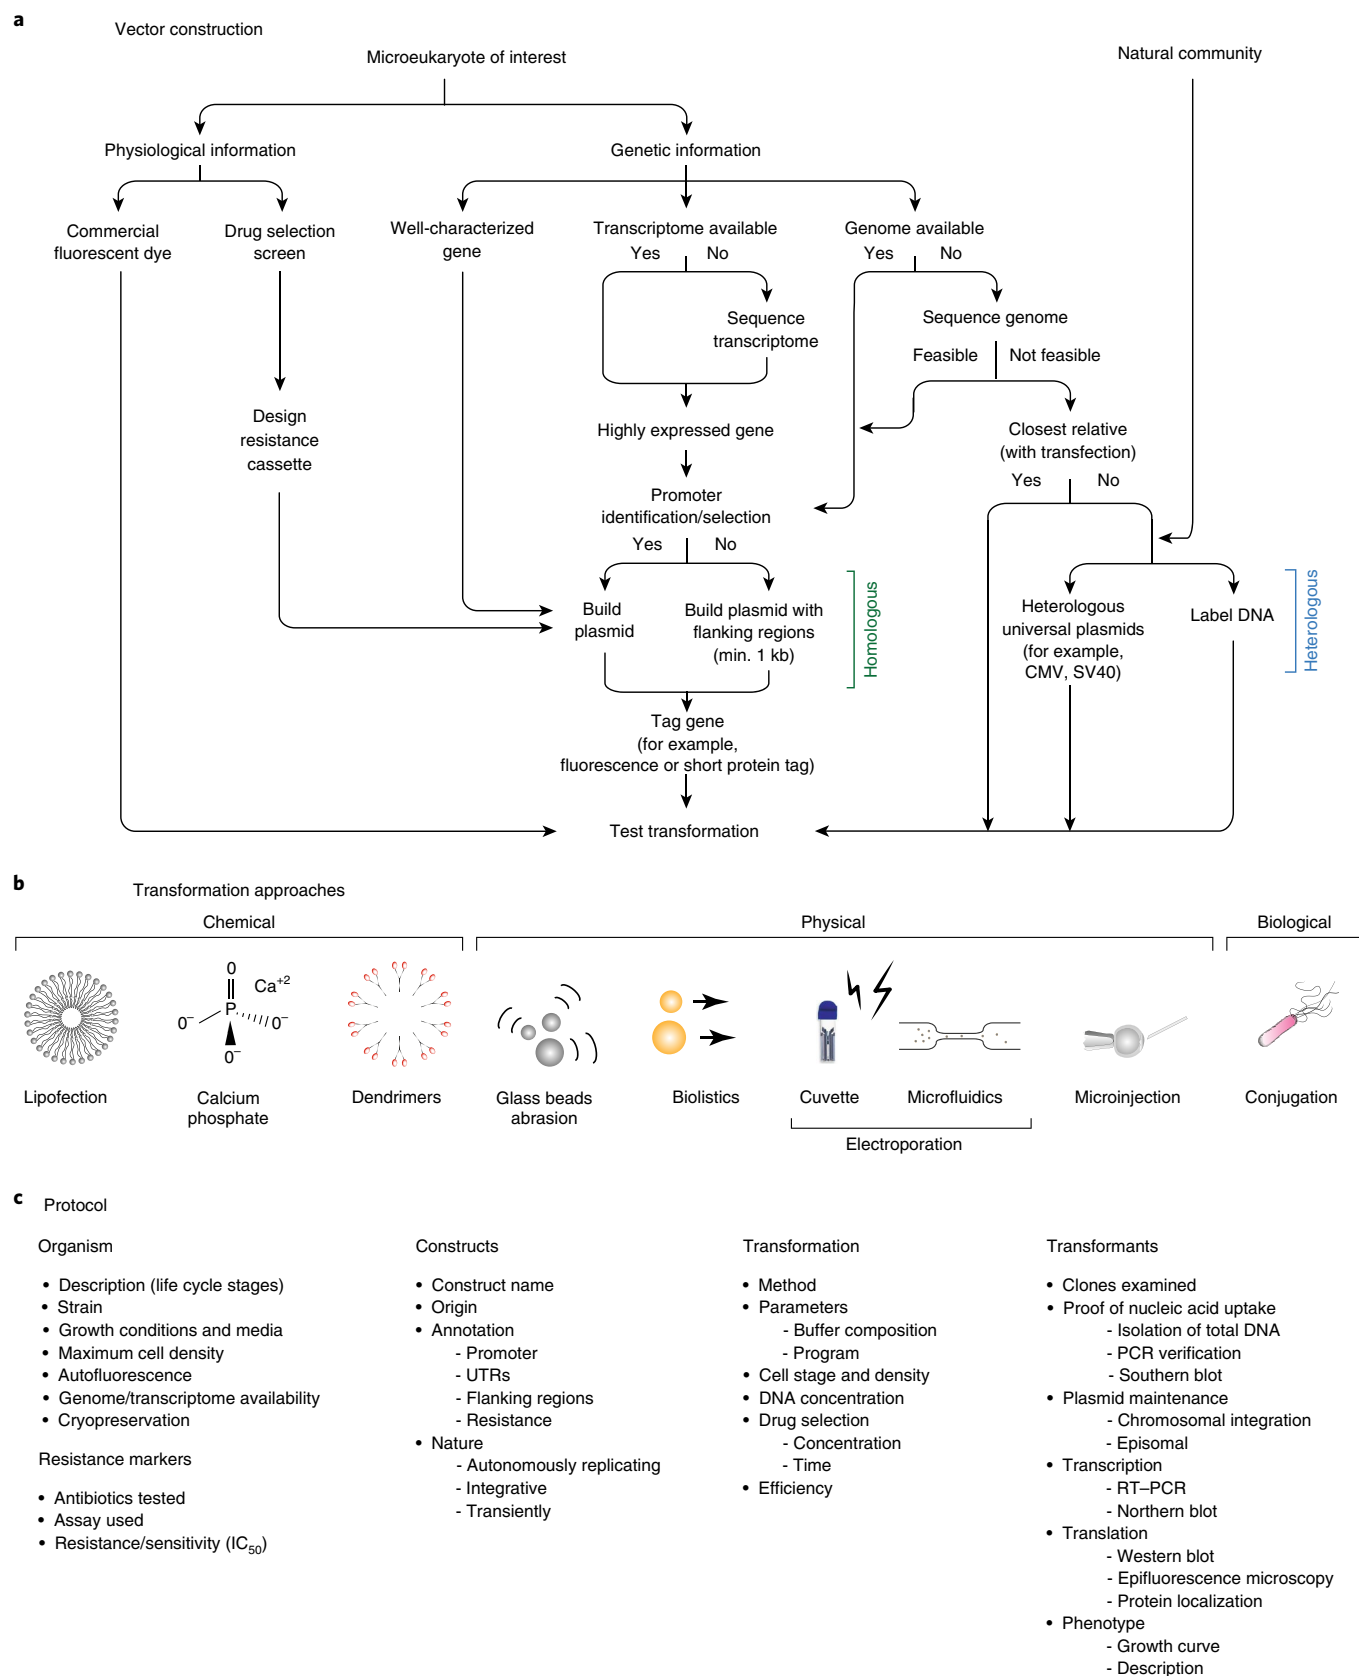 a
Vector construction
Microeukaryote of interest
Natural community
Physiological information
Genetic information
Commercial
fluorescent dye
Drug selection
screen
Well-characterized
gene
Transcriptome available
Yes No
Genome available
Yes No
Sequence
transcriptome
Sequence genome
Feasible Not feasible
Design
resistance
cassette
Highly expressed gene
Closest relative
(with transfection)
Yes No
Promoter
identification/selection
Yes No
Build
plasmid
Build plasmid with
flanking regions
(min. 1 kb)
Homologous
Heterologous
universal plasmids
(for example,
CMV, SV40)
Label DNA
Heterologous
Tag gene
(for example,
fluorescence or short protein tag)
Test transformation
b
Transformation approaches
Chemical
Physical
Biological
O
Ca+2
P
O–
O–
O–
Lipofection
Calcium
phosphate
Dendrimers
Glass beads
abrasion
Biolistics
Cuvette
Microfluidics
Microinjection
Conjugation
Electroporation
c
Protocol
Organism
• Description (life cycle stages)
• Strain
• Growth conditions and media
• Maximum cell density
• Autofluorescence
• Genome/transcriptome availability
• Cryopreservation
Resistance markers
• Antibiotics tested
• Assay used
• Resistance/sensitivity (IC50)
Constructs
• Construct name
• Origin
• Annotation
- Promoter
- UTRs
- Flanking regions
- Resistance
• Nature
- Autonomously replicating
- Integrative
- Transiently
Transformation
• Method
• Parameters
- Buffer composition
- Program
• Cell stage and density
• DNA concentration
• Drug selection
- Concentration
- Time
• Efficiency
Transformants
• Clones examined
• Proof of nucleic acid uptake
- Isolation of total DNA
- PCR verification
- Southern blot
• Plasmid maintenance
- Chromosomal integration
- Episomal
• Transcription
- RT–PCR
- Northern blot
• Translation
- Western blot
- Epifluorescence microscopy
- Protein localization
• Phenotype
- Growth curve
- Description